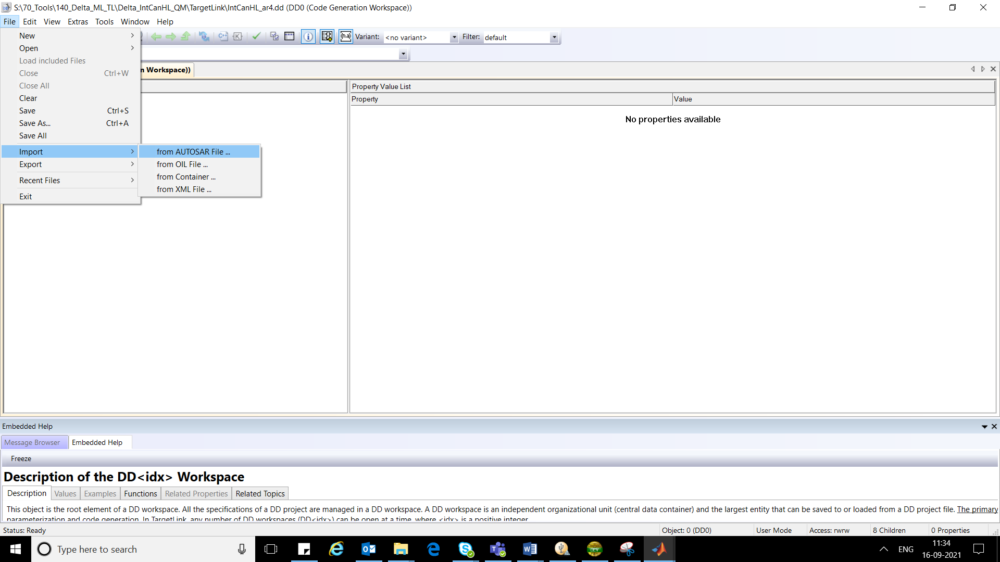 S:\70_Tools\140_Delta_ML_TL\Delta_IntCanHL_QM\TargetLink\IntCanHL_ar4.dd (DD0 (Code Generation Workspace))
File Edit View Extras Tools Window Help
Variant: <no variant> Filter: default
n Workspace))
New
Open
Load included Files
Close Ctrl+W
Close All
Clear
Save Ctrl+S
Save As... Ctrl+A
Save All
Import
Export
Recent Files
Exit
from AUTOSAR File ...
from OIL File ...
from Container ...
from XML File ...
Property Value List
Property Value
No properties available
Embedded Help
Message Browser Embedded Help
Freeze
Description of the DD<idx> Workspace
Description Values Examples Functions Related Properties Related Topics
This object is the root element of a DD workspace. All the specifications of a DD project are managed in a DD workspace. A DD workspace is an independent organizational unit (central data container) and the largest entity that can be saved to or loaded from a DD project file. The primary
parameterization and code generation. In TargetLink, any number of DD workspaces (DD<idx>) can be open at a time, where <idx> is a positive integer.
Status: Ready Object: 0 (DD0) User Mode Access: rwrw 8 Children 0 Properties
Type here to search
ENG
11:34
16-09-2021